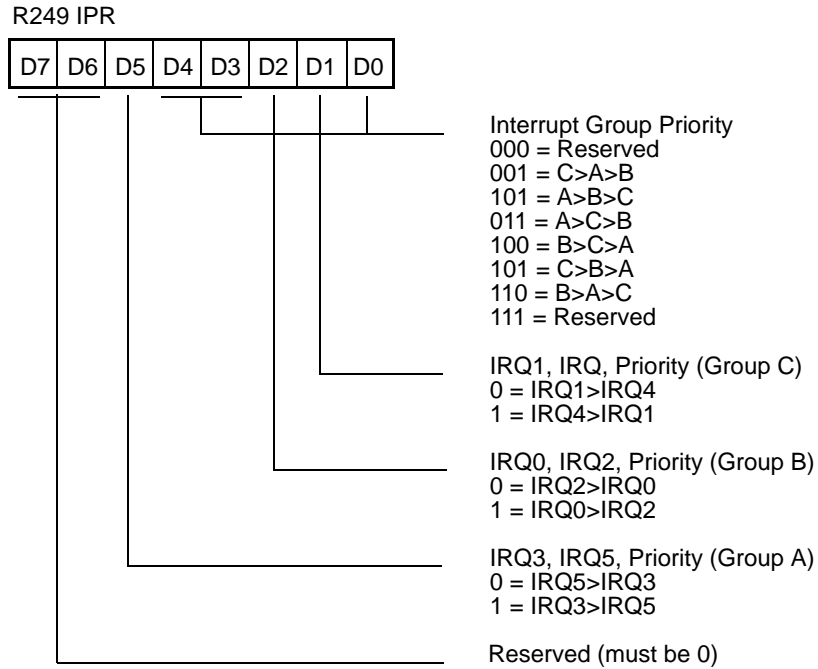 R249 IPR
D7 D6 D5 D4 D3 D2 D1 D0
Interrupt Group Priority
000 = Reserved
001 = C>A>B
101 = A>B>C
011 = A>C>B
100 = B>C>A
101 = C>B>A
110 = B>A>C
111 = Reserved
IRQ1, IRQ, Priority (Group C)
0 = IRQ1>IRQ4
1 = IRQ4>IRQ1
IRQ0, IRQ2, Priority (Group B)
0 = IRQ2>IRQ0
1 = IRQ0>IRQ2
IRQ3, IRQ5, Priority (Group A)
0 = IRQ5>IRQ3
1 = IRQ3>IRQ5
Reserved (must be 0)